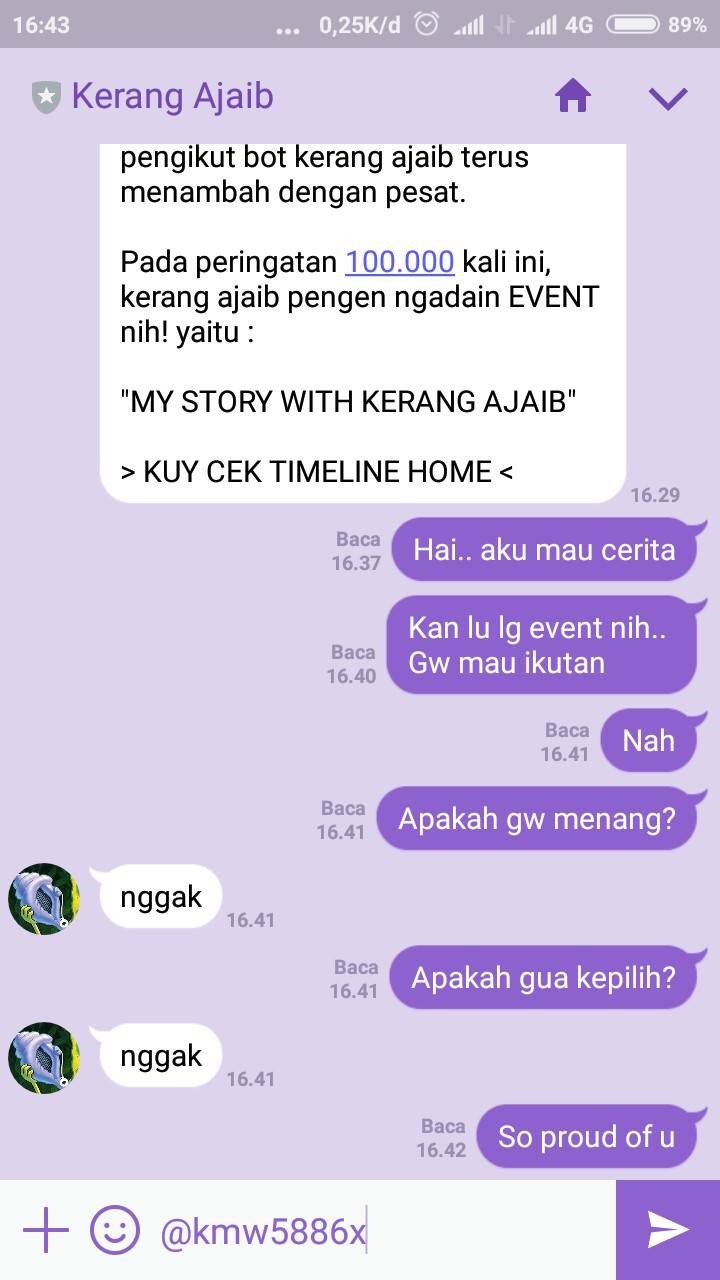 16:43
... 0,25K/d 4G 89%
Kerang Ajaib
pengikut bot kerang ajaib terus
menambah dengan pesat.
Pada peringatan 100.000 kali ini,
kerang ajaib pengen ngadain EVENT
nih! yaitu :
"MY STORY WITH KERANG AJAIB"
> KUY CEK TIMELINE HOME <
16.29
Baca
16.37
Hai.. aku mau cerita
Kan lu lg event nih..
Gw mau ikutan
Baca
16.40
Baca
16.41
Nah
Baca
16.41
Apakah gw menang?
nggak
16.41
Baca
16.41
Apakah gua kepilih?
nggak
16.41
Baca
16.42
So proud of u
@kmw5886x